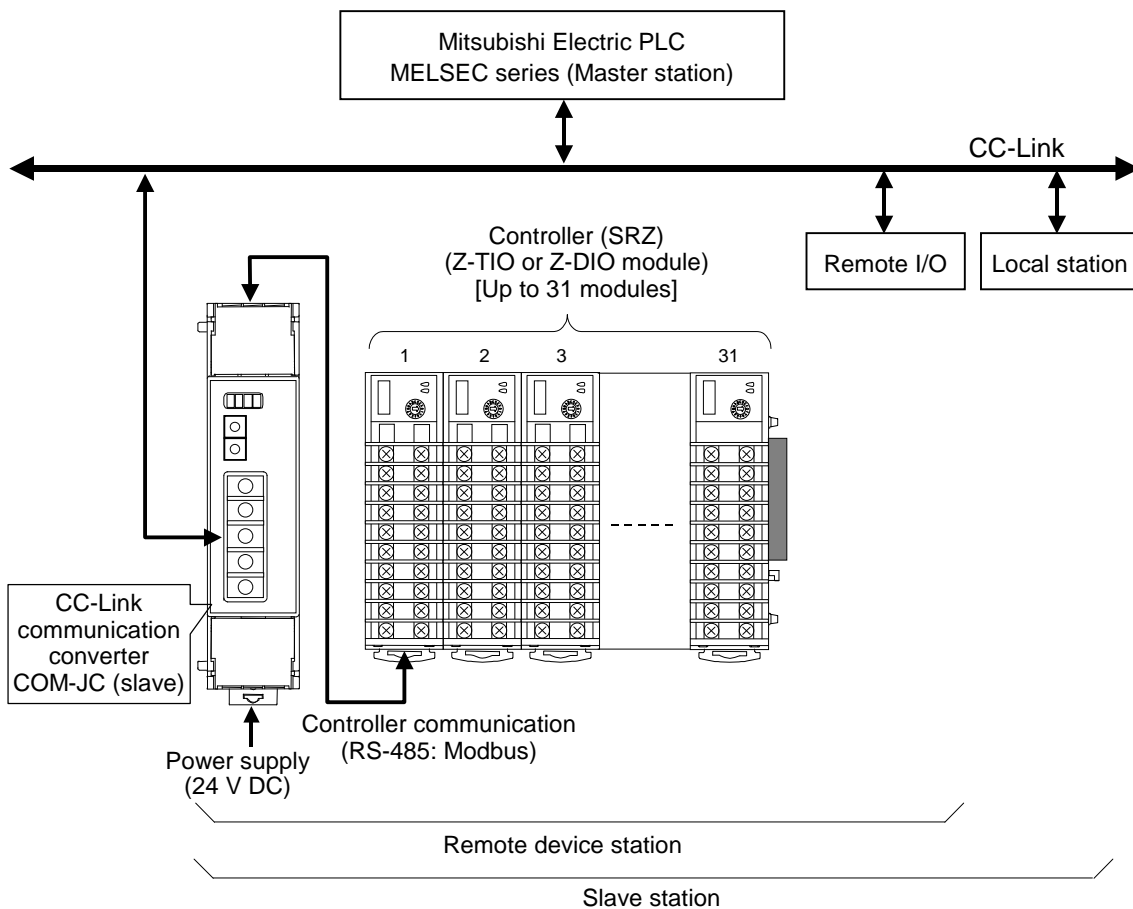 Mitsubishi Electric PLC
MELSEC series (Master station)
CC-Link
Controller (SRZ)
(Z-TIO or Z-DIO module)
[Up to 31 modules]
Remote I/O
Local station
1
2
3
31
CC-Link
communication
converter
COM-JC (slave)
Controller communication
(RS-485: Modbus)
Power supply
(24 V DC)
Remote device station
Slave station